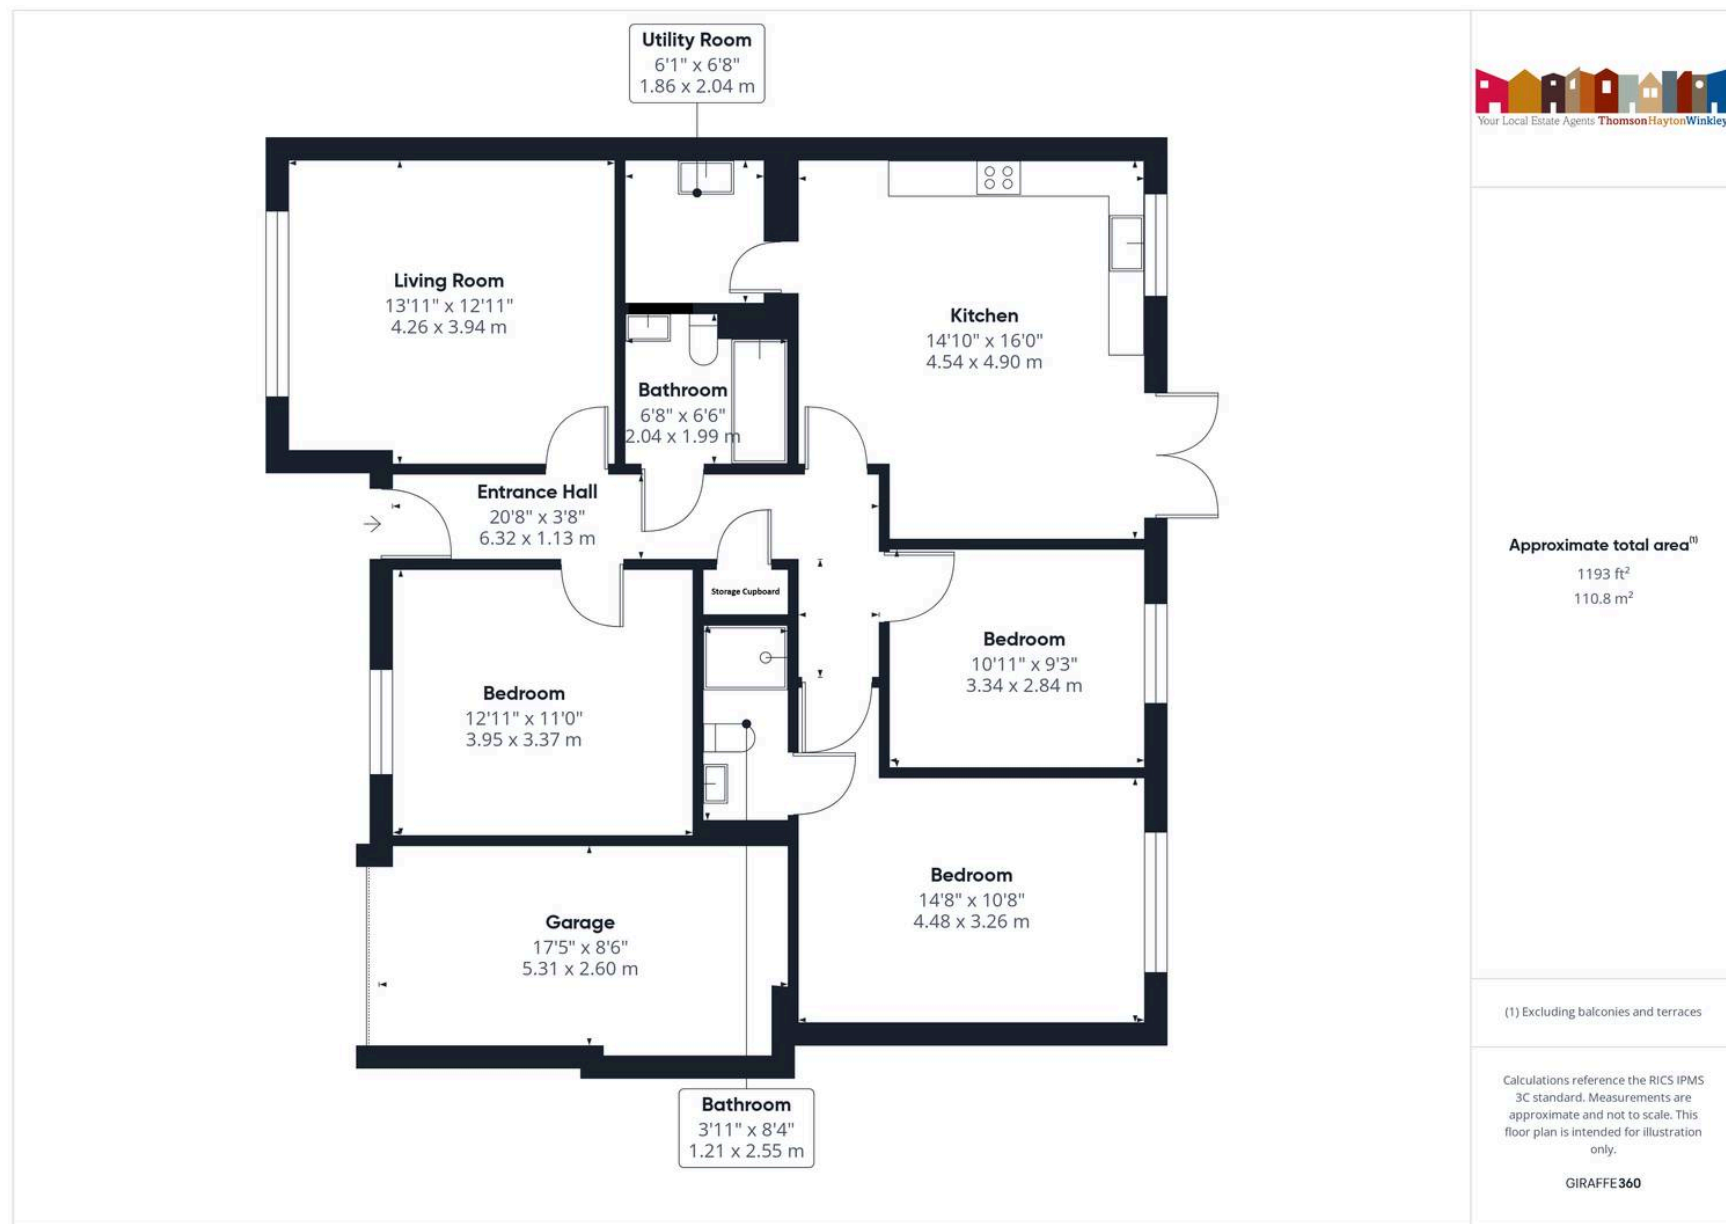 Utility Room
6'1" x 6'8"
1.86 x 2.04 m
Living Room
13'11" x 12'11"
4.26 x 3.94 m
Kitchen
14'10" x 16'0"
4.54 x 4.90 m
Bathroom
6'8" x 6'6"
2.04 x 1.99 m
Entrance Hall
20'8" x 3'8"
6.32 x 1.13 m
Storage Cupboard
Bedroom
10'11" x 9'3"
3.34 x 2.84 m
Bedroom
12'11" x 11'0"
3.95 x 3.37 m
Bedroom
14'8" x 10'8"
4.48 x 3.26 m
Garage
17'5" x 8'6"
5.31 x 2.60 m
Bathroom
3'11" x 8'4"
1.21 x 2.55 m
Your Local Estate Agents ThomsonHaytonWinkley
Approximate total area(1)
1193 ft²
110.8 m²
(1) Excluding balconies and terraces
Calculations reference the RICS IPMS
3C standard. Measurements are
approximate and not to scale. This
floor plan is intended for illustration
only.
GIRAFFE360